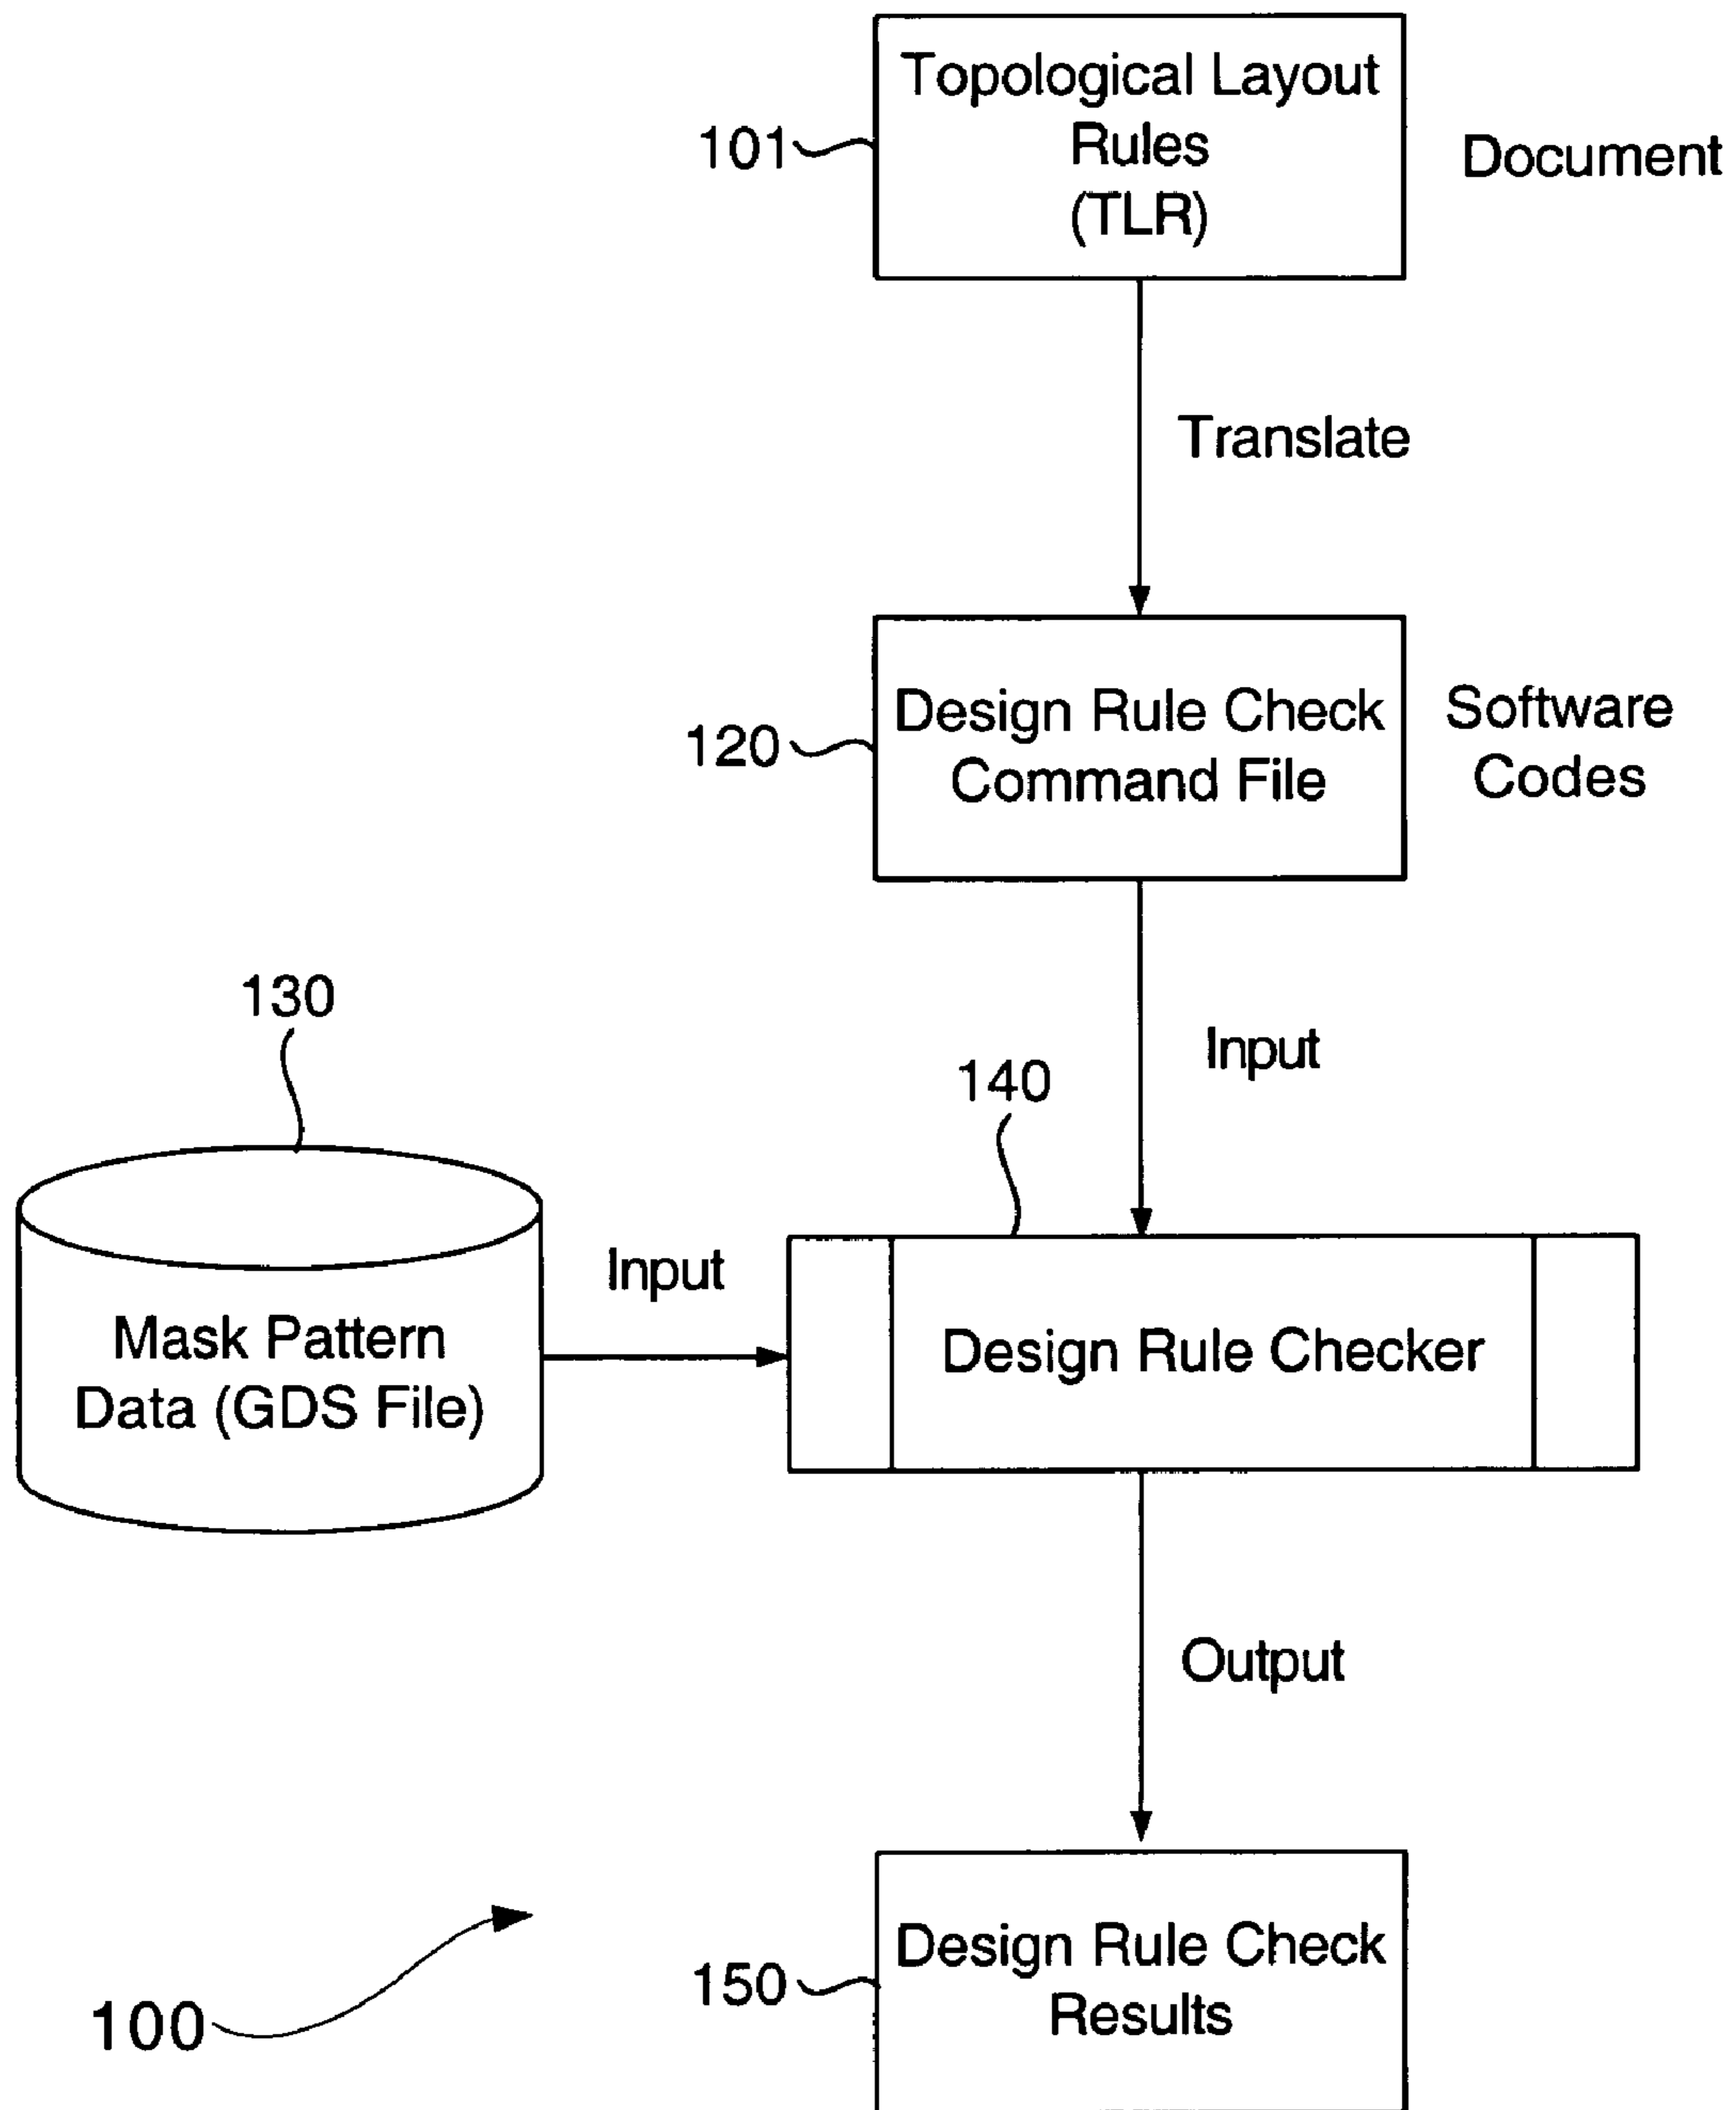 Topological Layout
Rules
(TLR)
101
Document
Translate
Design Rule Check
Command File
120
Software
Codes
130
Input
140
Input
Mask Pattern
Data (GDS File)
Design Rule Checker
Output
Design Rule Check
Results
150
100